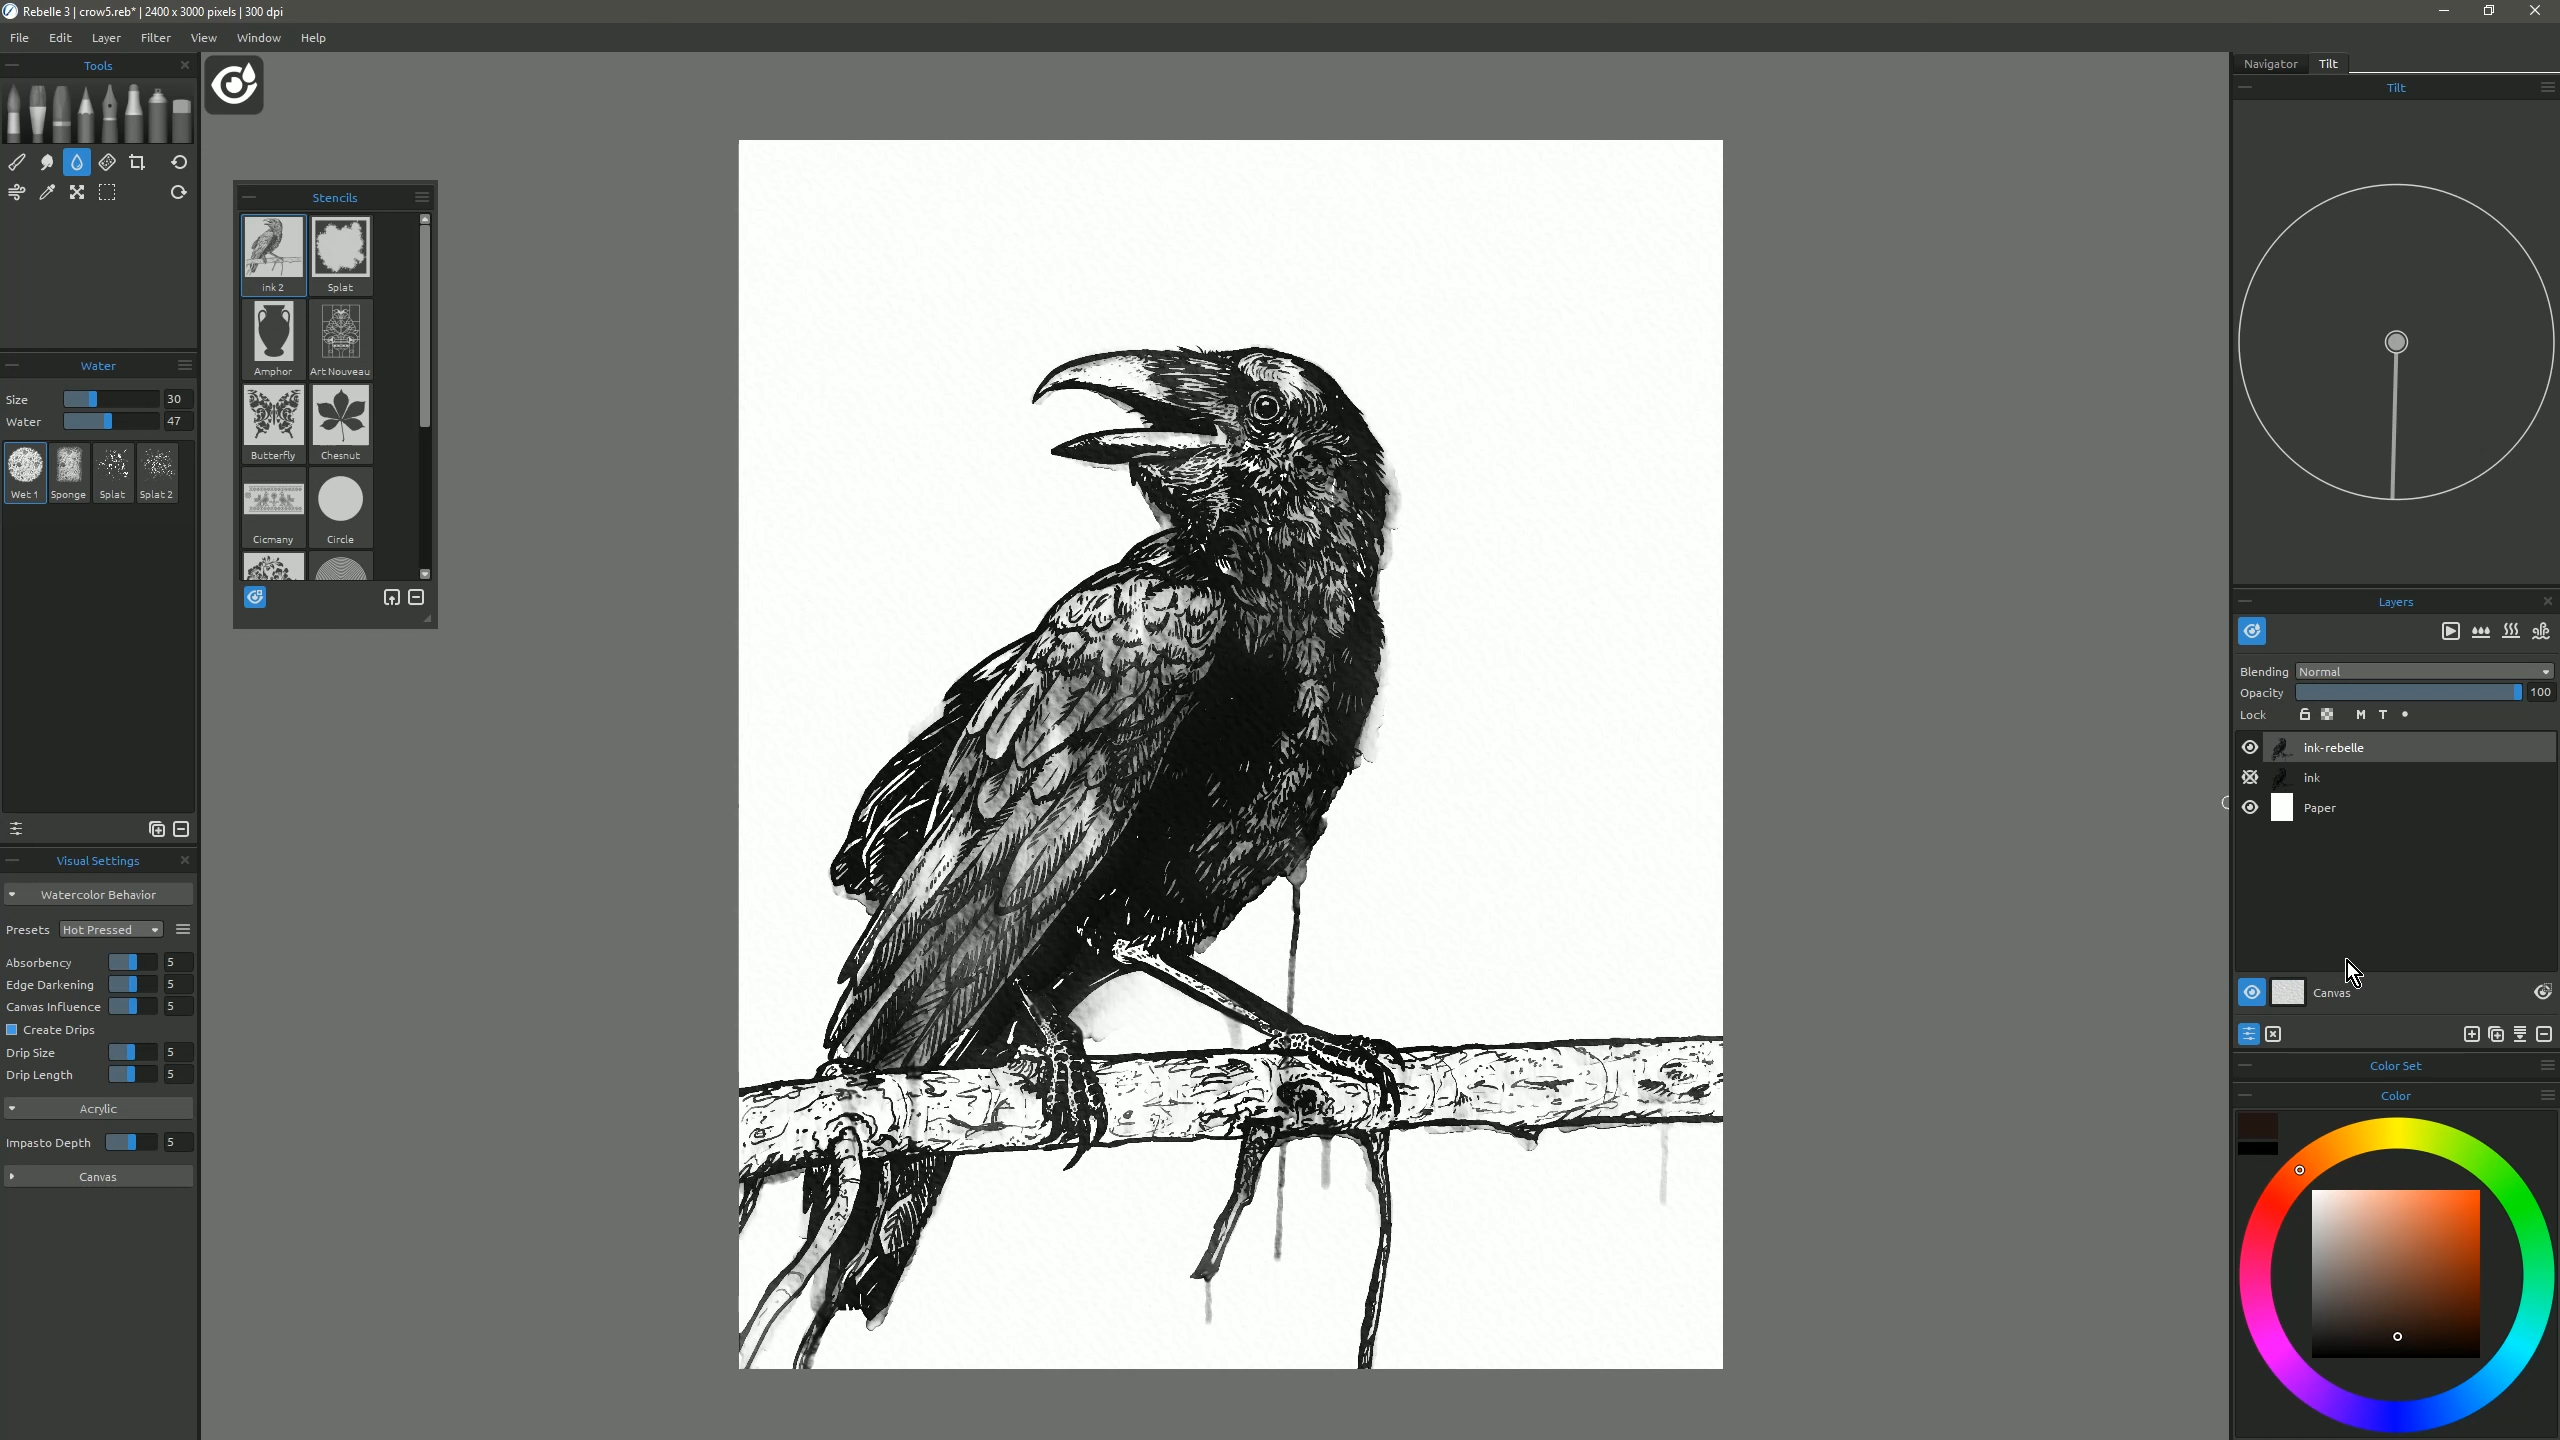 Rebelle 3 | crow5.reb* | 2400 x 3000 pixels | 300 dpi
File Edit Layer Filter View Window Help
Tools
Stencils
ink 2 Splat
Amphor Art Nouveau
Butterfly Chesnut
Cicmany Circle
Water
Size 30
Water 47
Wet 1 Sponge Splat Splat 2
Visual Settings
Watercolor Behavior
Presets Hot Pressed
Absorbency 5
Edge Darkening 5
Canvas Influence 5
Create Drips
Drip Size 5
Drip Length 5
Acrylic
Impasto Depth 5
Canvas
Navigator Tilt
Tilt
Layers
Blending Normal
Opacity 100
Lock M T
ink-rebelle
ink
Paper
Canvas
Color Set
Color